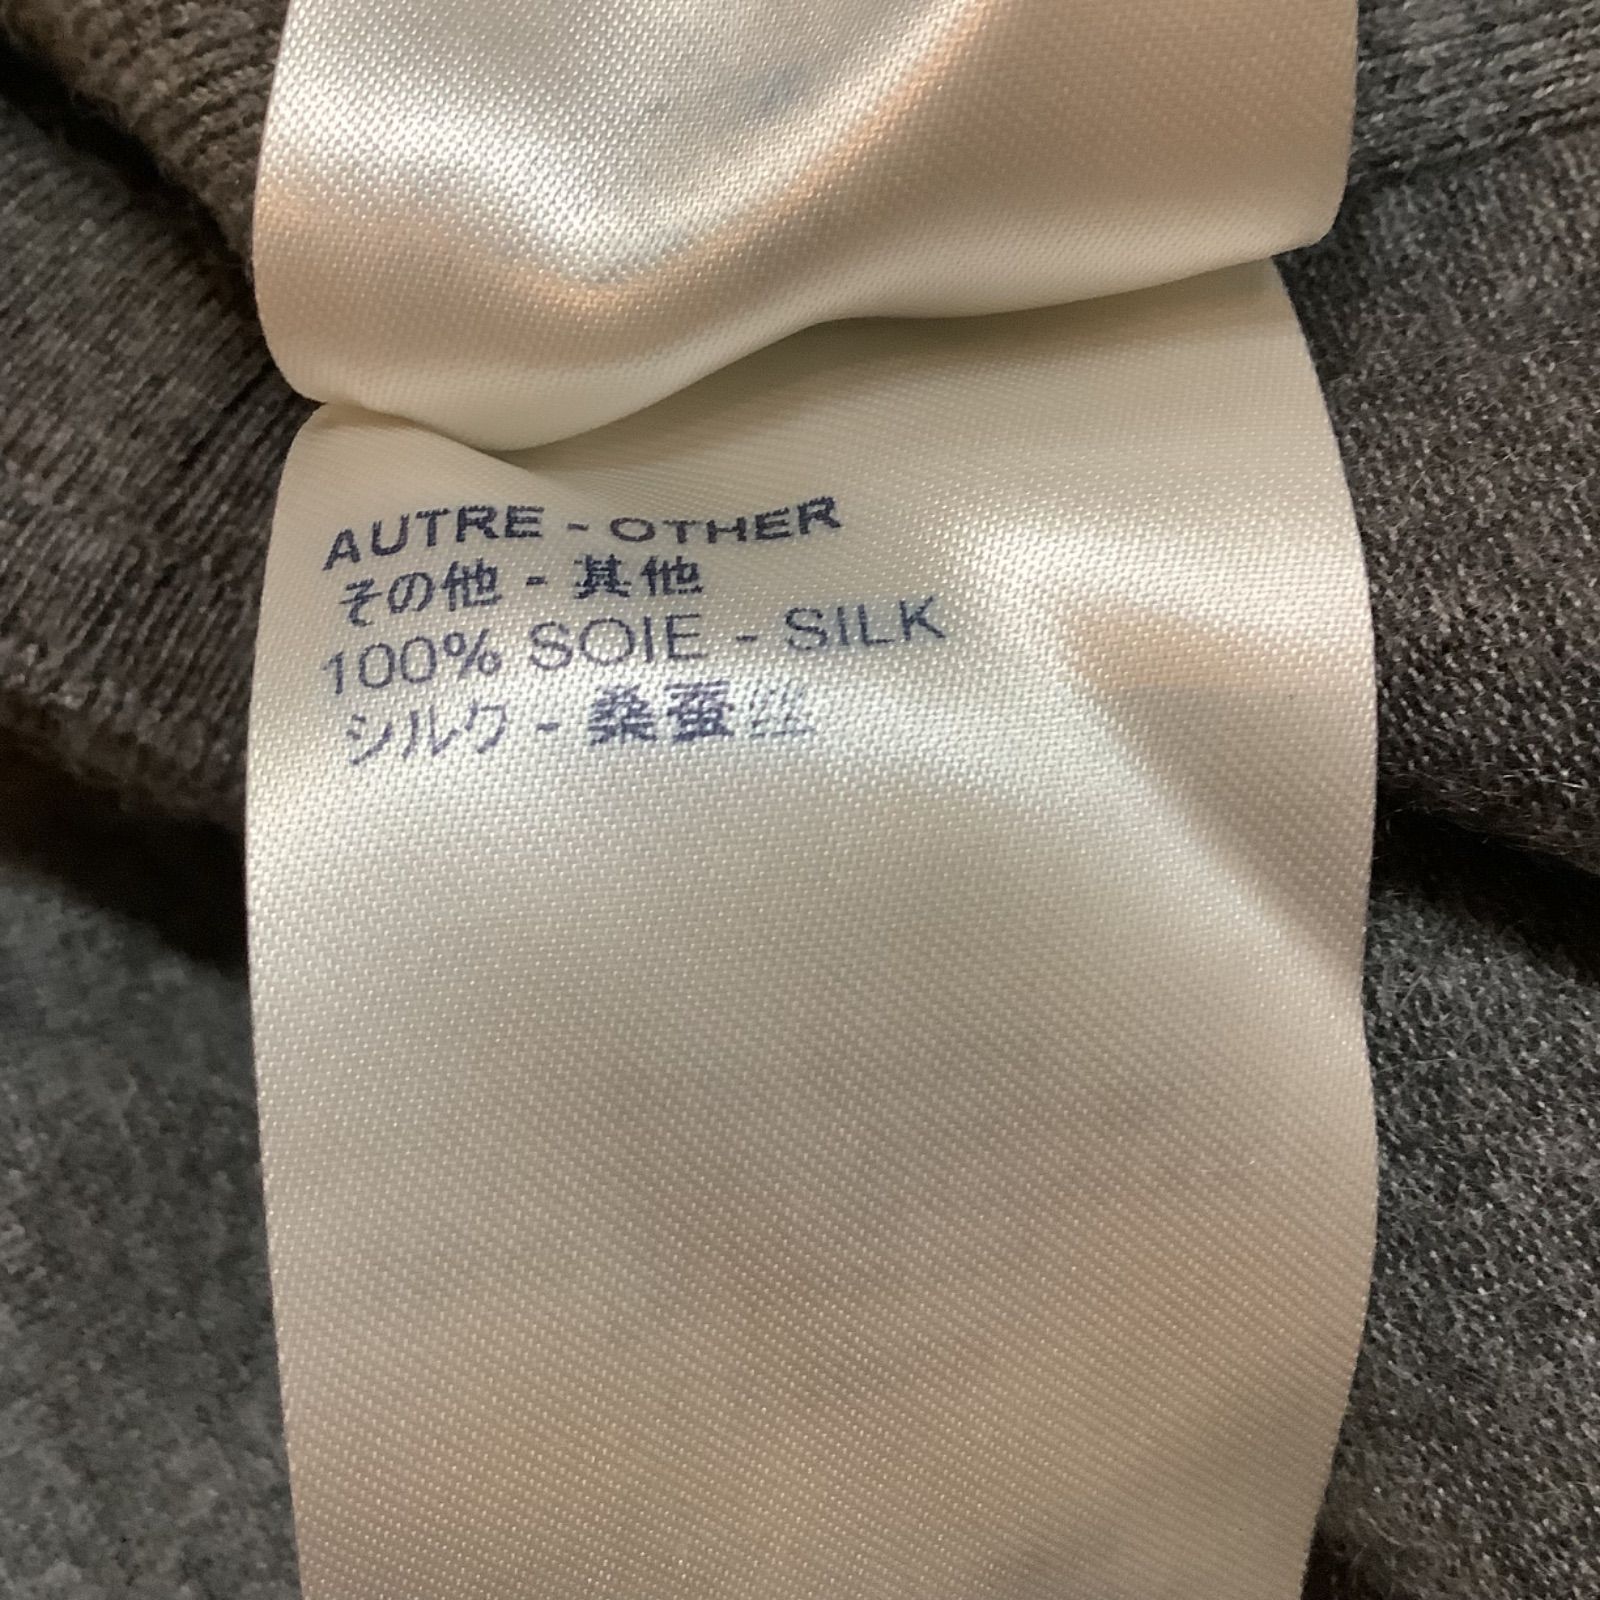 AUTRE - OTHER
その他 - 其他
100% SOIE - SILK
シルク - 桑蚕丝